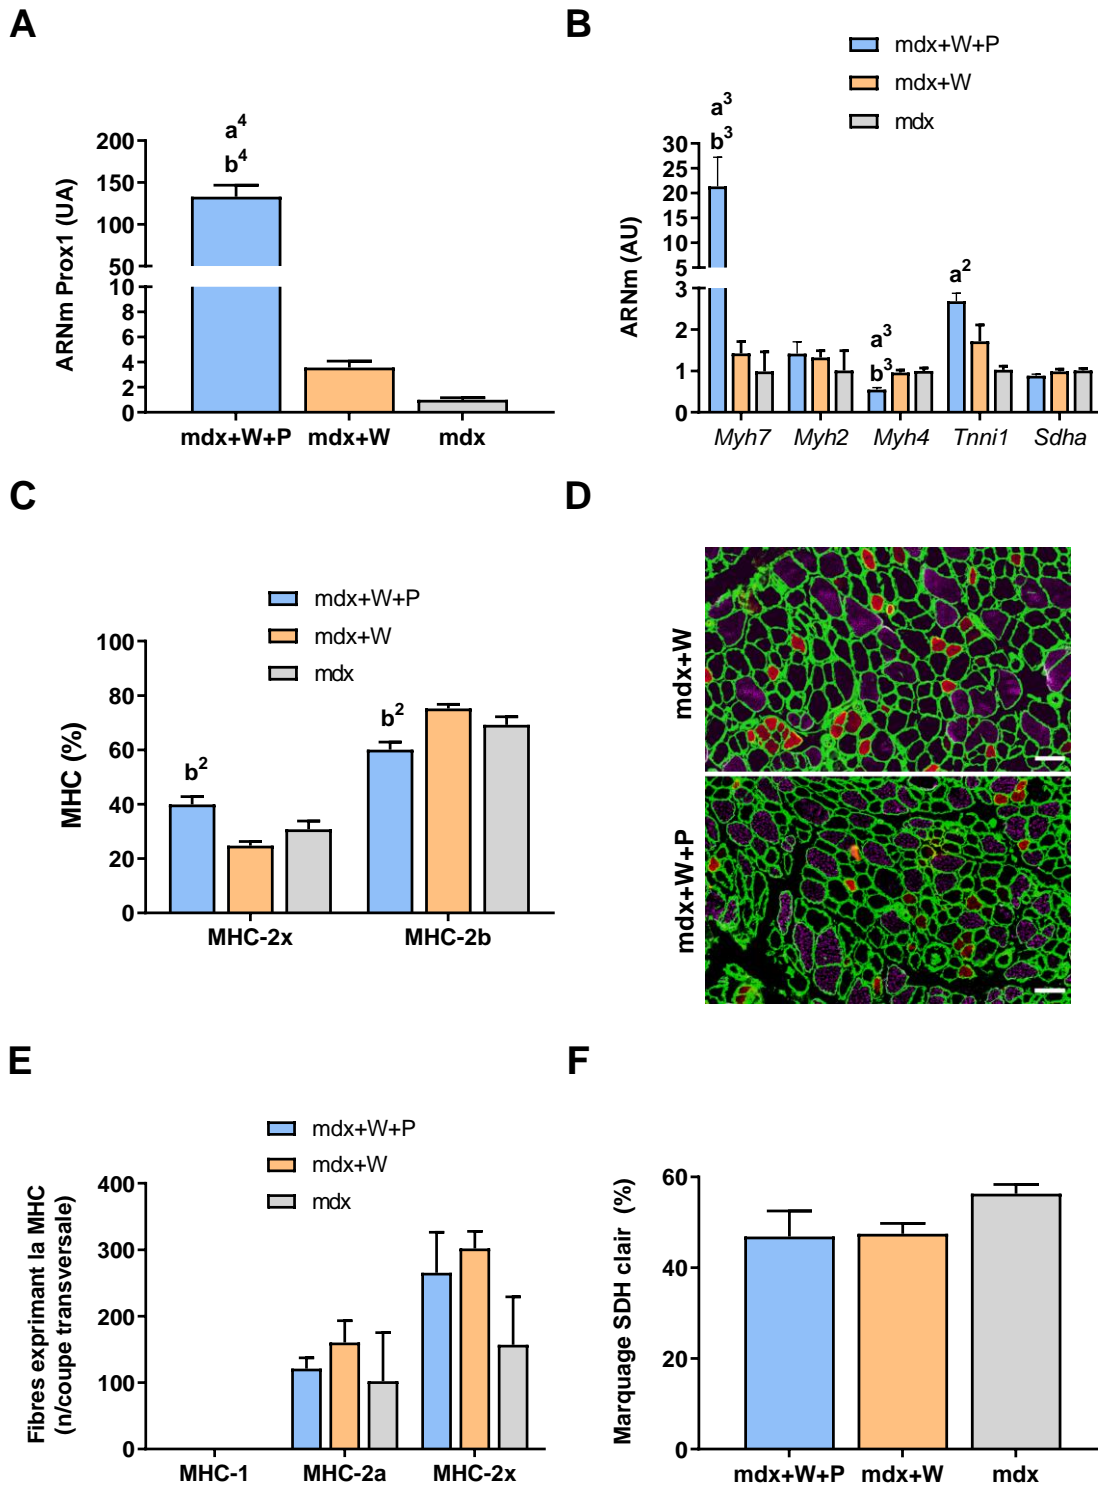 A
ARNm Prox1 (UA)
200
150
100
50
10
8
6
4
2
0
a⁴
b⁴
mdx+W+P mdx+W mdx
B
mdx+W+P
mdx+W
mdx
ARNm (AU)
30
25
20
15
10
5
3
2
1
0
a³
b³
a³
b³
a²
Myh7 Myh2 Myh4 Tnni1 Sdha
C
mdx+W+P
mdx+W
mdx
MHC (%)
100
80
60
40
20
0
b²
b²
MHC-2x MHC-2b
D
mdx+W
mdx+W+P
E
mdx+W+P
mdx+W
mdx
Fibres exprimant la MHC
(n/coupe transversale)
400
300
200
100
0
MHC-1 MHC-2a MHC-2x
F
Marquage SDH clair (%)
60
40
20
0
mdx+W+P mdx+W mdx